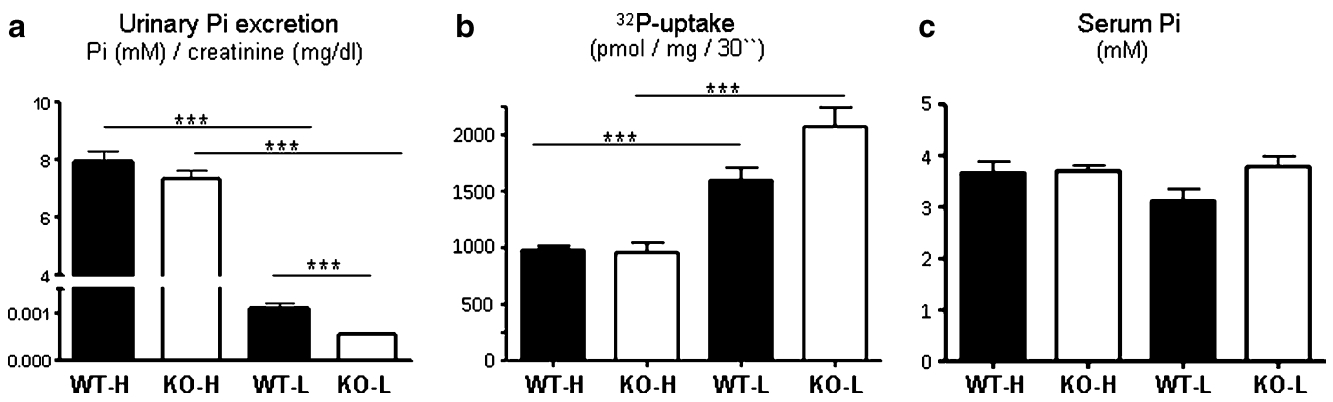 a
Urinary Pi excretion
Pi (mM) / creatinine (mg/dl)
10
8
6
4
0.001
0.000
***
***
***
WT-H KO-H WT-L KO-L
b
³²P-uptake
(pmol / mg / 30``)
2000
1500
1000
500
0
***
***
WT-H KO-H WT-L KO-L
c
Serum Pi
(mM)
5
4
3
2
1
0
WT-H KO-H WT-L KO-L